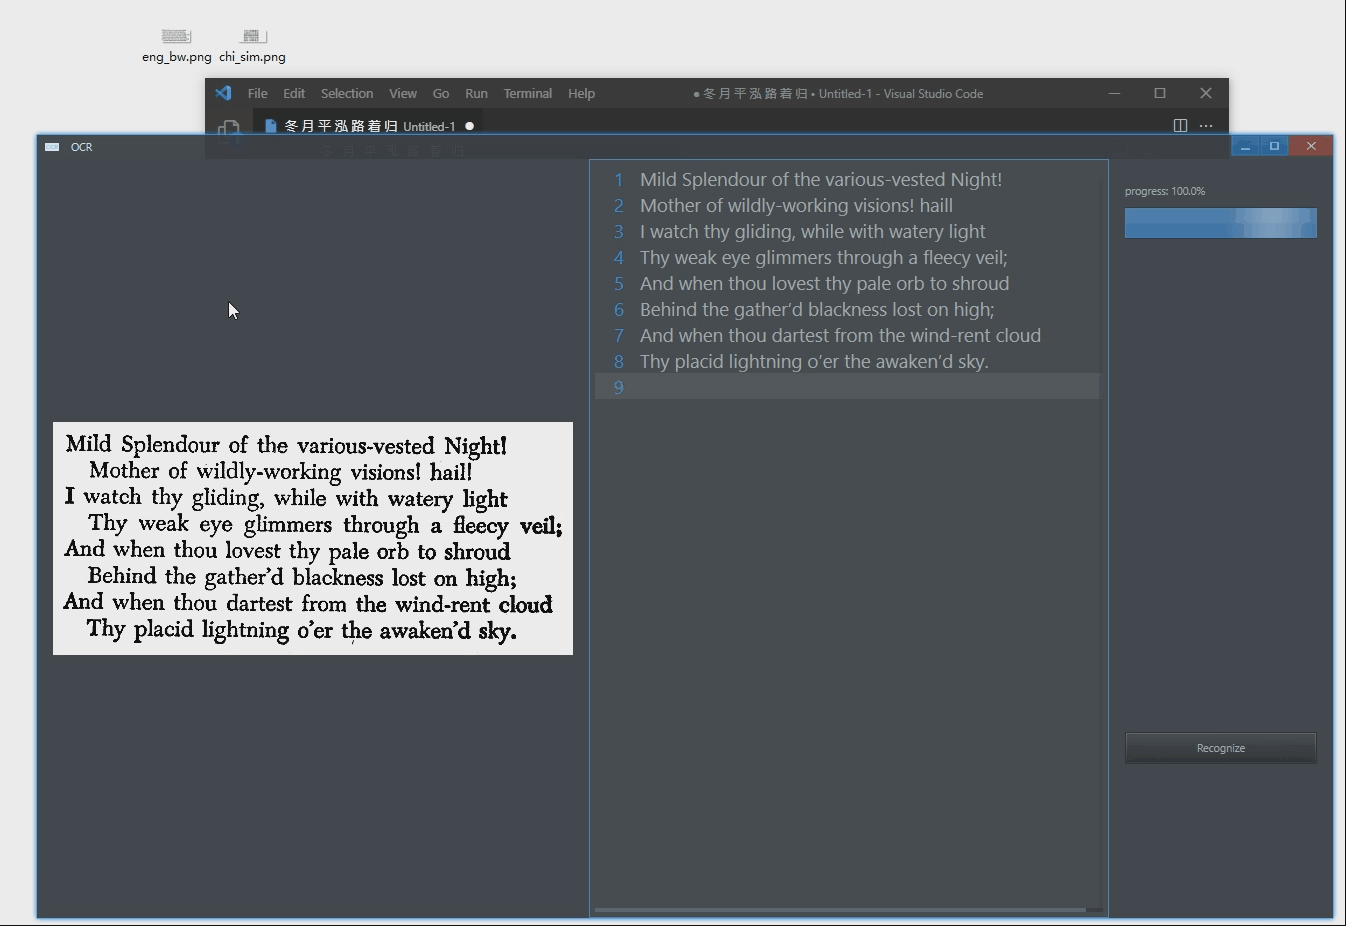 eng_bw.png chi_sim.png
File Edit Selection View Go Run Terminal Help ● 冬月平泓路着归 • Untitled-1 - Visual Studio Code
冬月平泓路着归 Untitled-1
OCR
Mild Splendour of the various-vested Night!
Mother of wildly-working visions! hail!
I watch thy gliding, while with watery light
Thy weak eye glimmers through a fleecy veil;
And when thou lovest thy pale orb to shroud
Behind the gather'd blackness lost on high;
And when thou dartest from the wind-rent cloud
Thy placid lightning o'er the awaken'd sky.
1 Mild Splendour of the various-vested Night!
2 Mother of wildly-working visions! haill
3 I watch thy gliding, while with watery light
4 Thy weak eye glimmers through a fleecy veil;
5 And when thou lovest thy pale orb to shroud
6 Behind the gather’d blackness lost on high;
7 And when thou dartest from the wind-rent cloud
8 Thy placid lightning o’er the awaken’d sky.
9
progress: 100.0%
Recognize